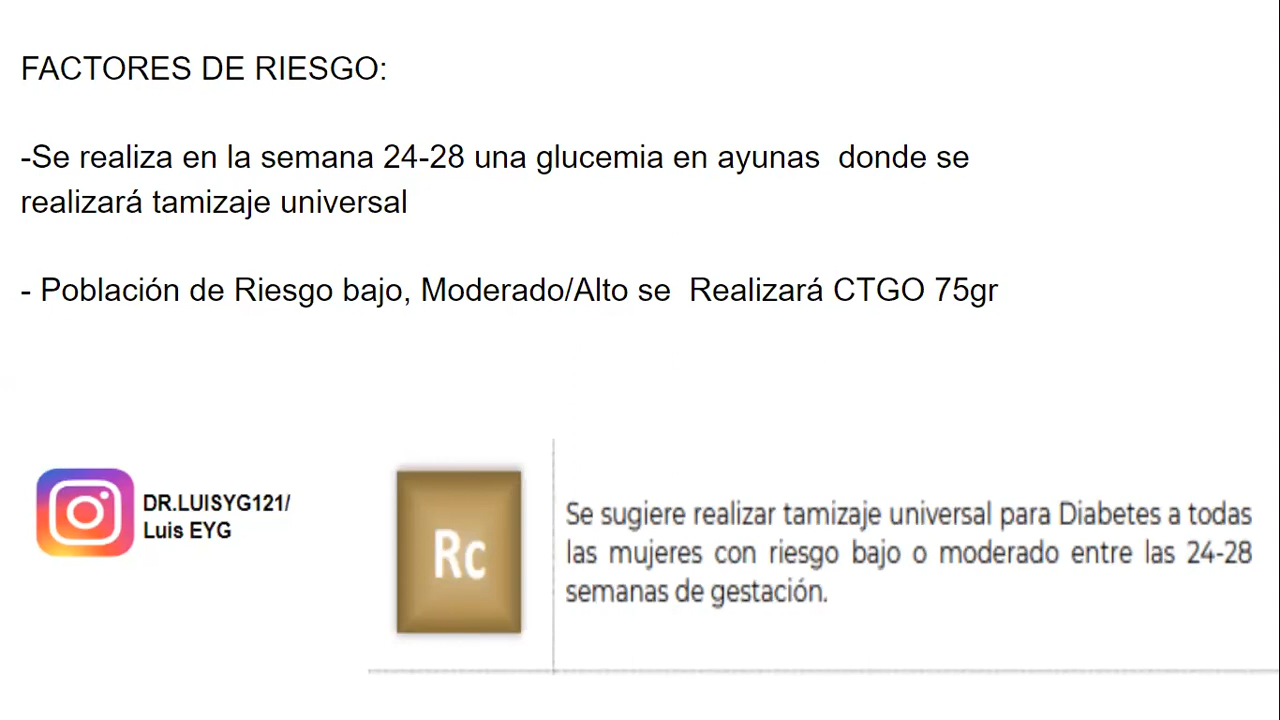 FACTORES DE RIESGO:
-Se realiza en la semana 24-28 una glucemia en ayunas  donde se
realizará tamizaje universal
- Población de Riesgo bajo, Moderado/Alto se  Realizará CTGO 75gr
DR.LUISYG121/
Luis EYG
Rc
Se sugiere realizar tamizaje universal para Diabetes a todas
las mujeres con riesgo bajo o moderado entre las 24-28
semanas de gestación.